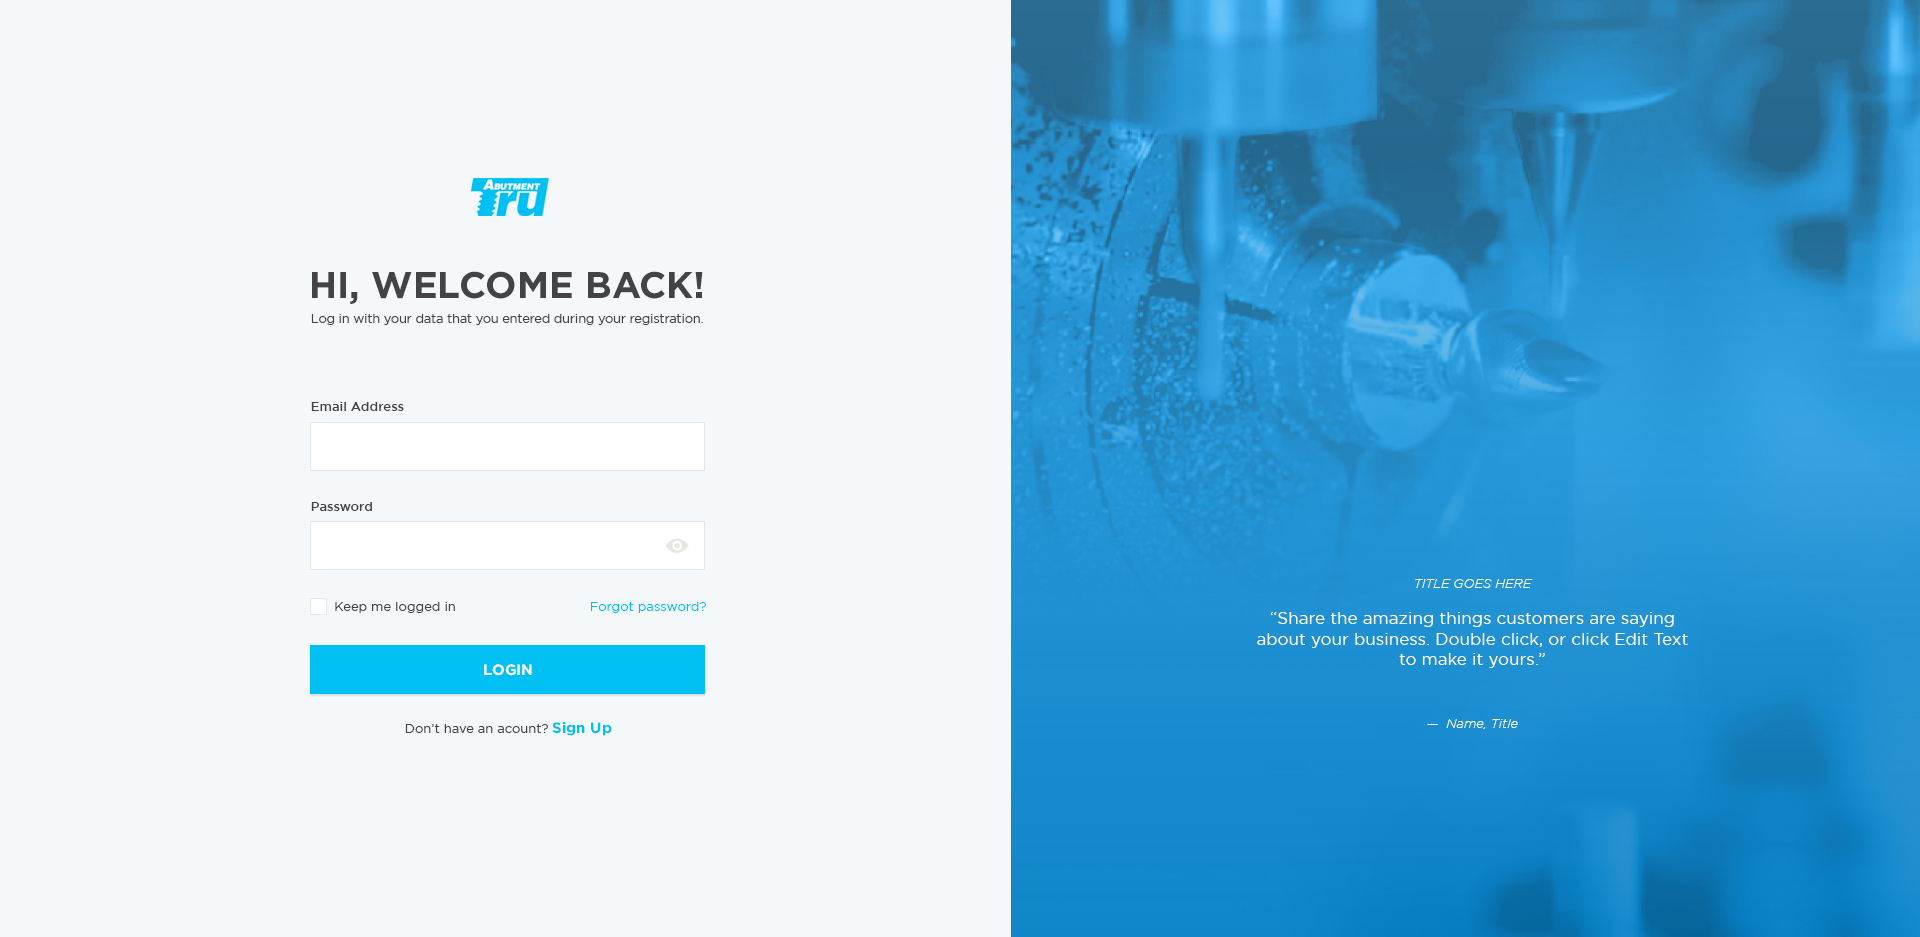 ABUTMENT
Tru
HI, WELCOME BACK!
Log in with your data that you entered during your registration.
Email Address
Password
Keep me logged in
Forgot password?
LOGIN
Don't have an acount? Sign Up
TITLE GOES HERE
“Share the amazing things customers are saying
about your business. Double click, or click Edit Text
to make it yours.”
— Name, Title